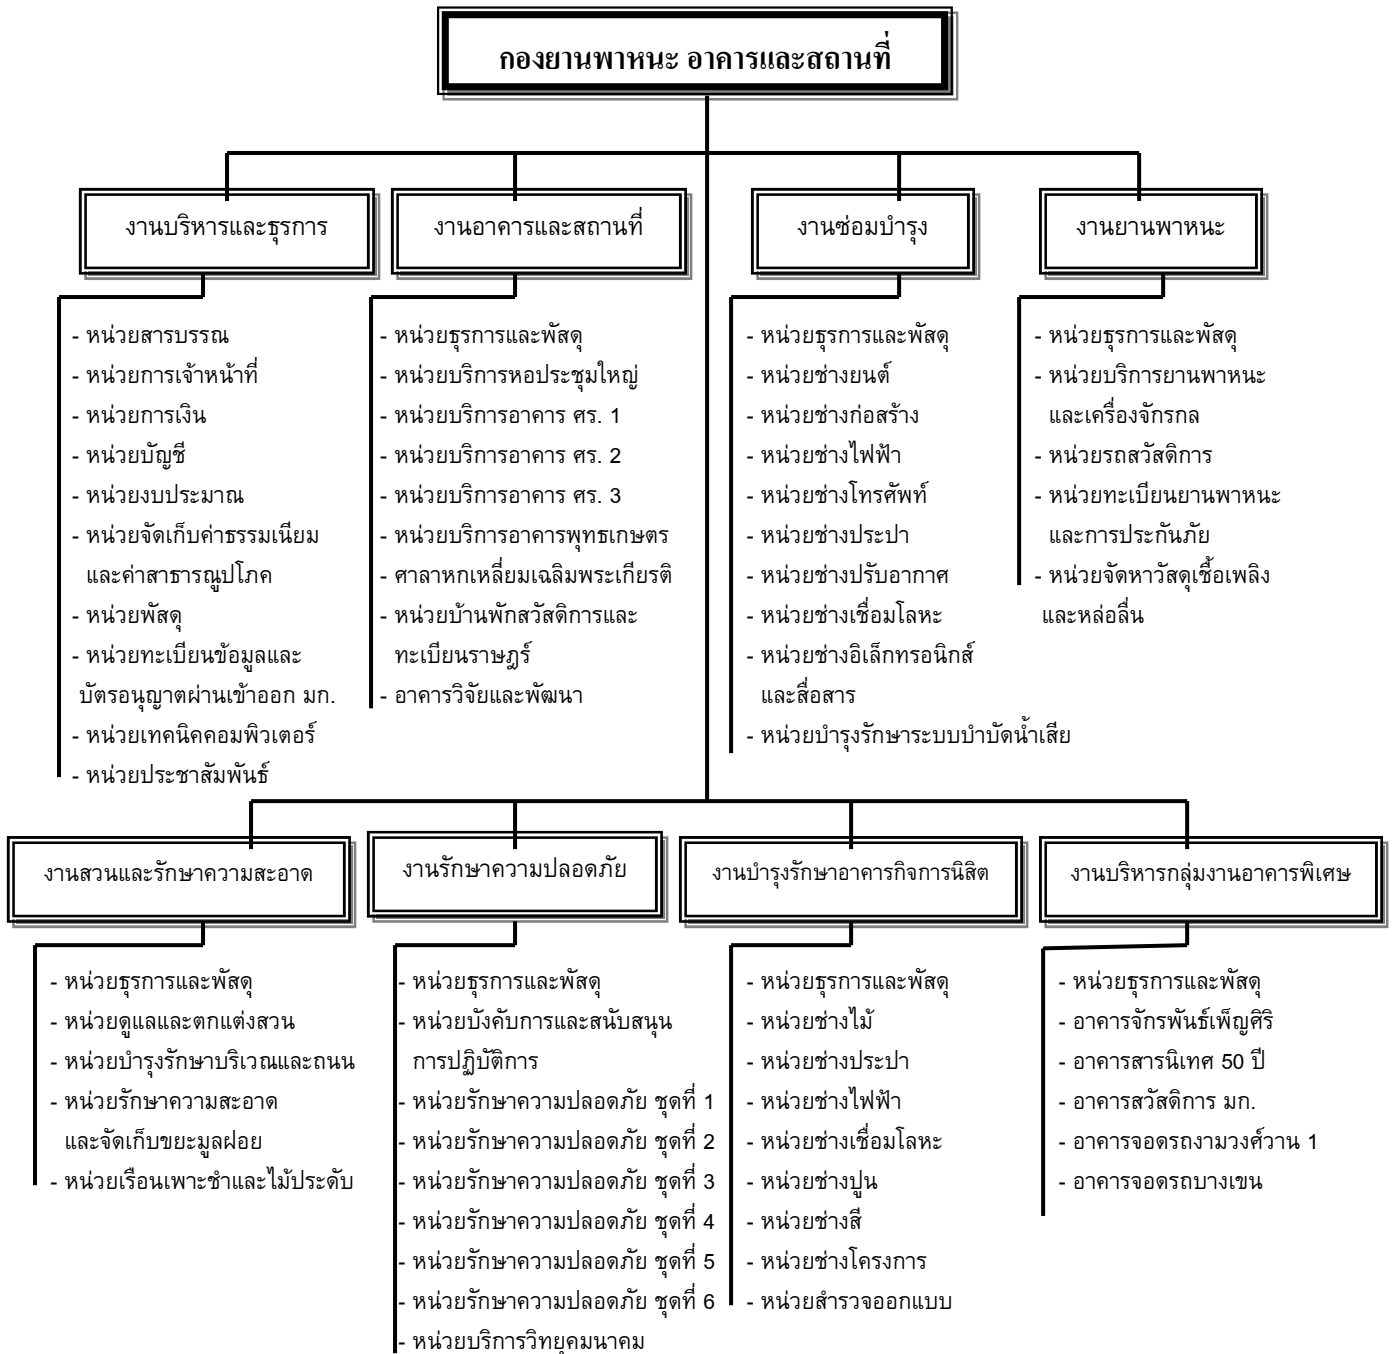 กองยานพาหนะ อาคารและสถานที่
งานบริหารและธุรการ
- หน่วยสารบรรณ
- หน่วยการเจ้าหน้าที่
- หน่วยการเงิน
- หน่วยบัญชี
- หน่วยงบประมาณ
- หน่วยจัดเก็บค่าธรรมเนียม
และค่าสาธารณูปโภค
- หน่วยพัสดุ
- หน่วยทะเบียนข้อมูลและ
บัตรอนุญาตผ่านเข้าออก มก.
- หน่วยเทคนิคคอมพิวเตอร์
- หน่วยประชาสัมพันธ์
งานอาคารและสถานที่
- หน่วยธุรการและพัสดุ
- หน่วยบริการหอประชุมใหญ่
- หน่วยบริการอาคาร ศร. 1
- หน่วยบริการอาคาร ศร. 2
- หน่วยบริการอาคาร ศร. 3
- หน่วยบริการอาคารพุทธเกษตร
- ศาลาหกเหลี่ยมเฉลิมพระเกียรติ
- หน่วยบ้านพักสวัสดิการและ
ทะเบียนราษฎร์
- อาคารวิจัยและพัฒนา
งานซ่อมบำรุง
- หน่วยธุรการและพัสดุ
- หน่วยช่างยนต์
- หน่วยช่างก่อสร้าง
- หน่วยช่างไฟฟ้า
- หน่วยช่างโทรศัพท์
- หน่วยช่างประปา
- หน่วยช่างปรับอากาศ
- หน่วยช่างเชื่อมโลหะ
- หน่วยช่างอิเล็กทรอนิกส์
และสื่อสาร
- หน่วยบำรุงรักษาระบบบำบัดน้ำเสีย
งานยานพาหนะ
- หน่วยธุรการและพัสดุ
- หน่วยบริการยานพาหนะ
และเครื่องจักรกล
- หน่วยรถสวัสดิการ
- หน่วยทะเบียนยานพาหนะ
และการประกันภัย
- หน่วยจัดหาวัสดุเชื้อเพลิง
และหล่อลื่น
งานสวนและรักษาความสะอาด
- หน่วยธุรการและพัสดุ
- หน่วยดูแลและตกแต่งสวน
- หน่วยบำรุงรักษาบริเวณและถนน
- หน่วยรักษาความสะอาด
และจัดเก็บขยะมูลฝอย
- หน่วยเรือนเพาะชำและไม้ประดับ
งานรักษาความปลอดภัย
- หน่วยธุรการและพัสดุ
- หน่วยบังคับการและสนับสนุน
การปฏิบัติการ
- หน่วยรักษาความปลอดภัย ชุดที่ 1
- หน่วยรักษาความปลอดภัย ชุดที่ 2
- หน่วยรักษาความปลอดภัย ชุดที่ 3
- หน่วยรักษาความปลอดภัย ชุดที่ 4
- หน่วยรักษาความปลอดภัย ชุดที่ 5
- หน่วยรักษาความปลอดภัย ชุดที่ 6
- หน่วยบริการวิทยุคมนาคม
งานบำรุงรักษาอาคารกิจการนิสิต
- หน่วยธุรการและพัสดุ
- หน่วยช่างไม้
- หน่วยช่างประปา
- หน่วยช่างไฟฟ้า
- หน่วยช่างเชื่อมโลหะ
- หน่วยช่างปูน
- หน่วยช่างสี
- หน่วยช่างโครงการ
- หน่วยสำรวจออกแบบ
งานบริหารกลุ่มงานอาคารพิเศษ
- หน่วยธุรการและพัสดุ
- อาคารจักรพันธ์เพ็ญศิริ
- อาคารสารนิเทศ 50 ปี
- อาคารสวัสดิการ มก.
- อาคารจอดรถงามวงศ์วาน 1
- อาคารจอดรถบางเขน